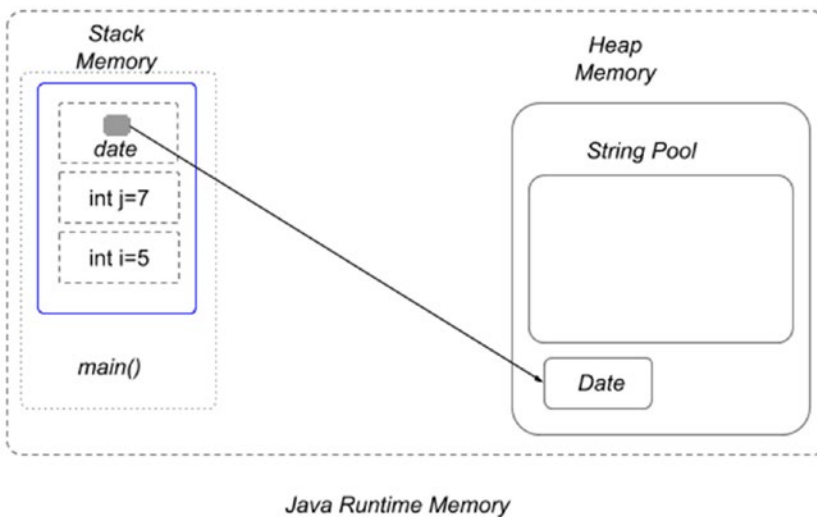 Stack
Memory
date
int j=7
int i=5
main()
Heap
Memory
String Pool
Date
Java Runtime Memory